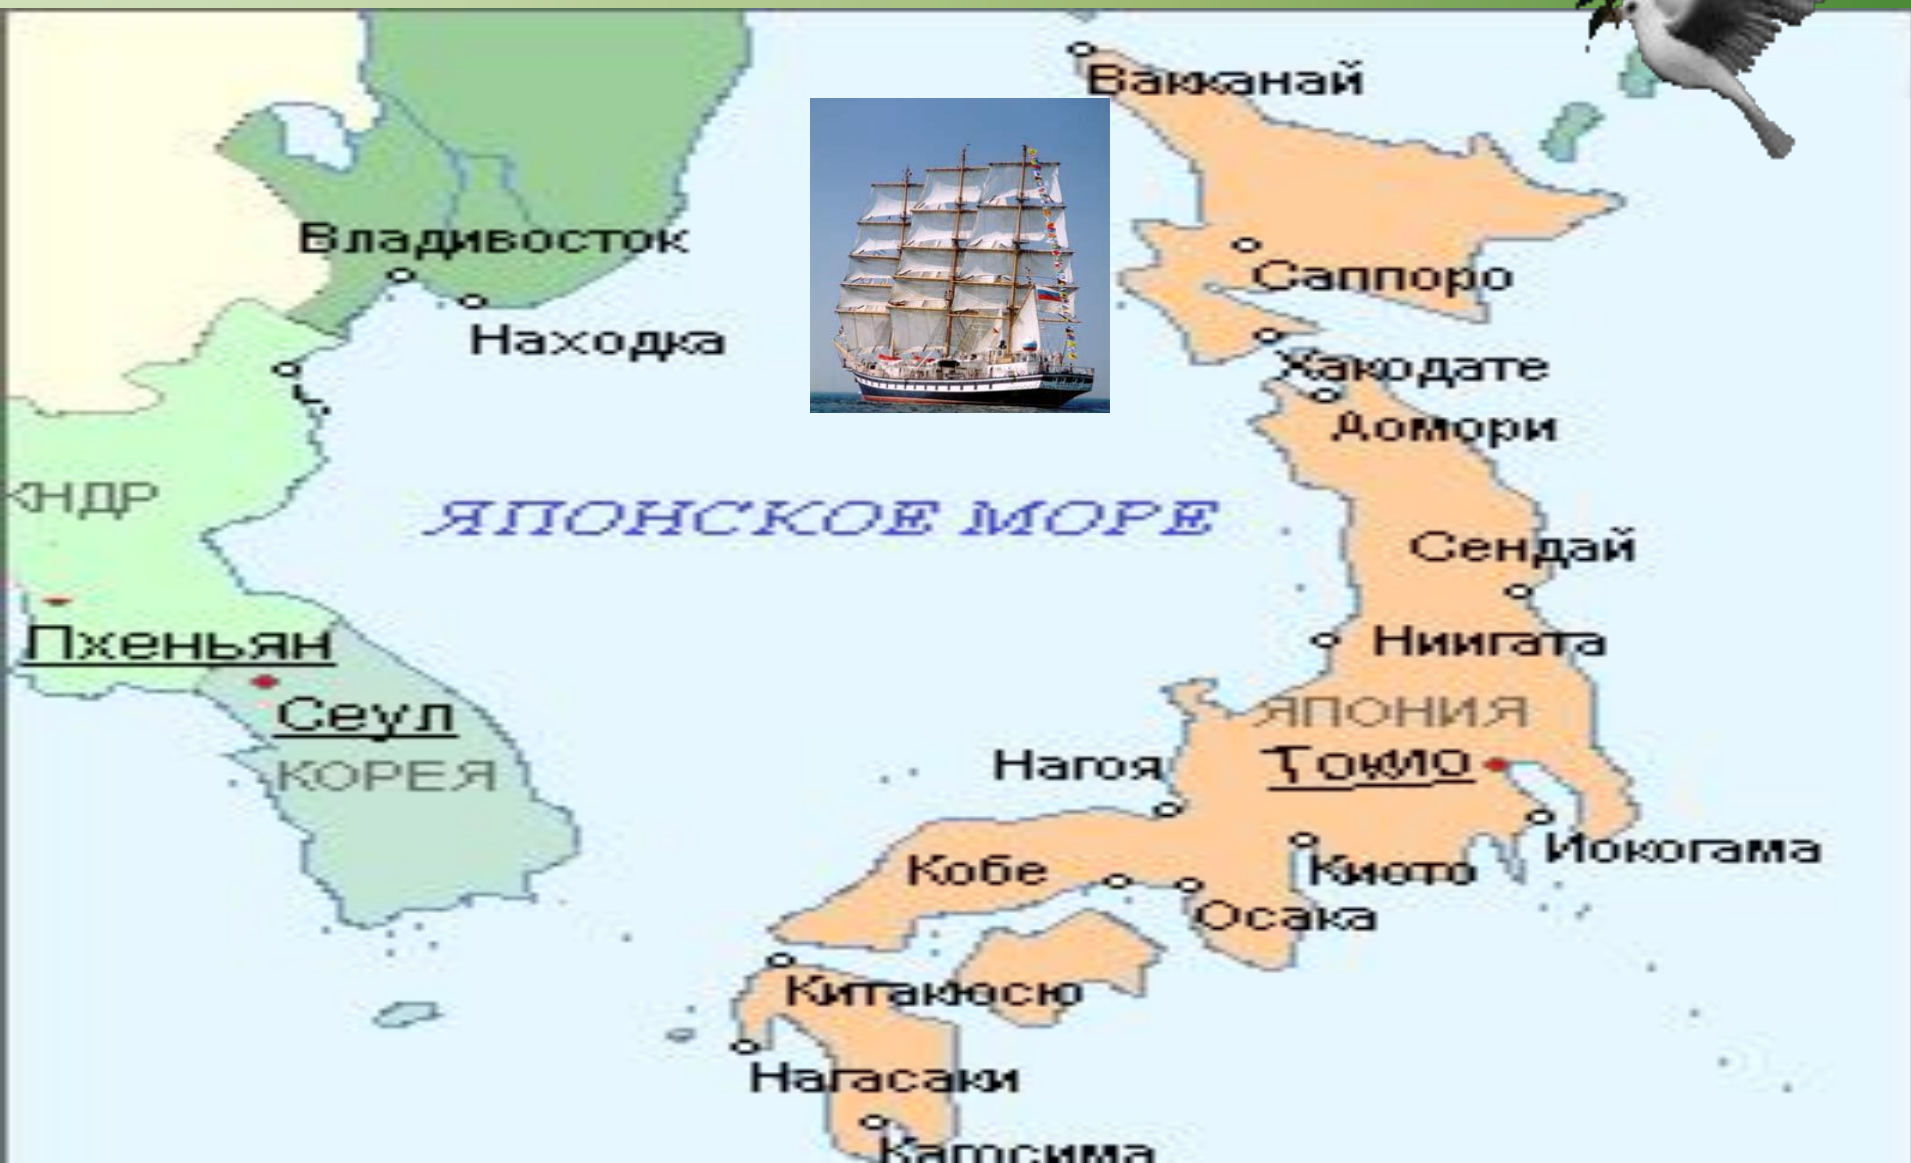 Вакканай
Владивосток
Саппоро
Находка
Хакодате
Домори
КНДР
ЯПОНСКОЕ МОРЕ
Сендай
Пхеньян
Ниигата
Сеул
ЯПОНИЯ
Нагоя
Токио
КОРЕЯ
Иокогама
Кобе
Киото
Осака
Китакюсю
Нагасаки
Кагосима